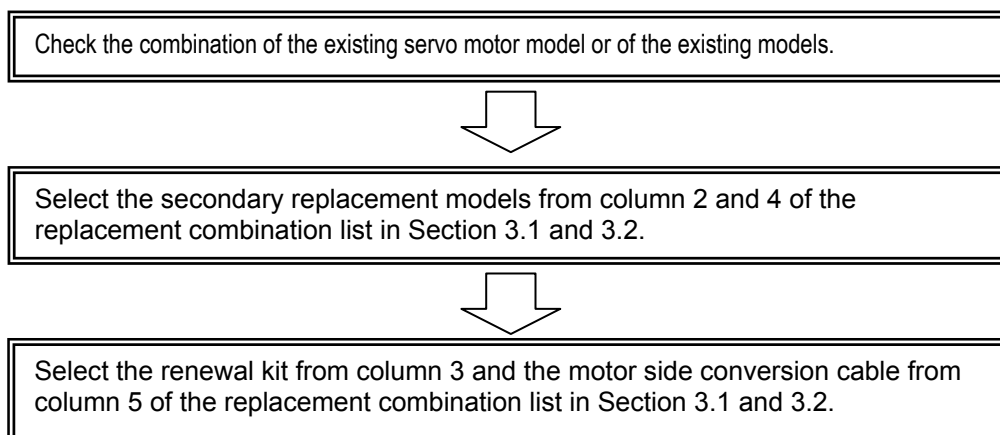 Check the combination of the existing servo motor model or of the existing models.
Select the secondary replacement models from column 2 and 4 of the
replacement combination list in Section 3.1 and 3.2.
Select the renewal kit from column 3 and the motor side conversion cable from
column 5 of the replacement combination list in Section 3.1 and 3.2.